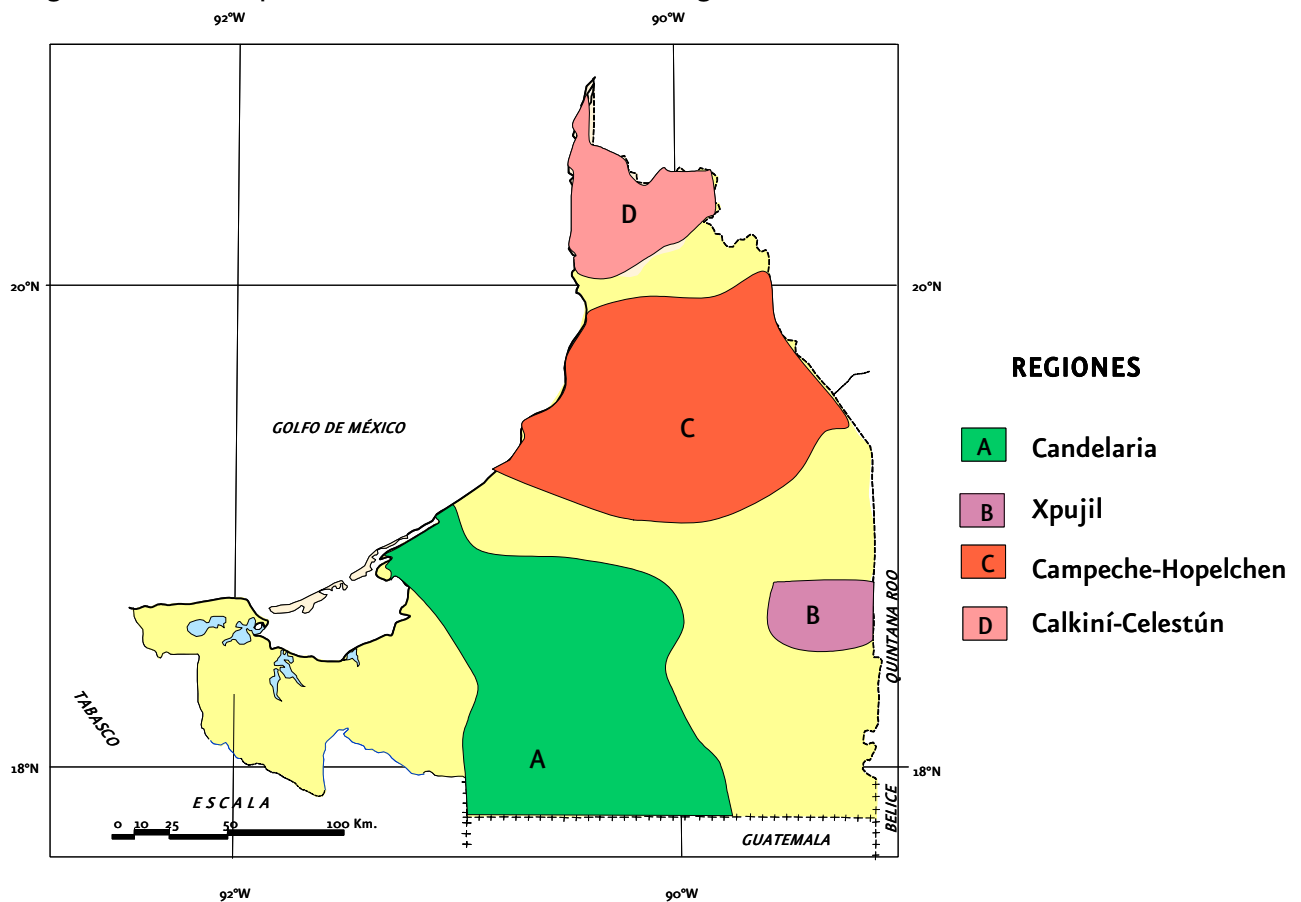 92°W
90°W
D
20°N
20°N
REGIONES
GOLFO DE MÉXICO
C
A
Candelaria
B
Xpujil
C
Campeche-Hopelchen
D
Calkiní-Celestún
B
QUINTANA ROO
TABASCO
A
18°N
18°N
ESCALA
0 10 25 50 100 Km.
BELICE
GUATEMALA
92°W
90°W